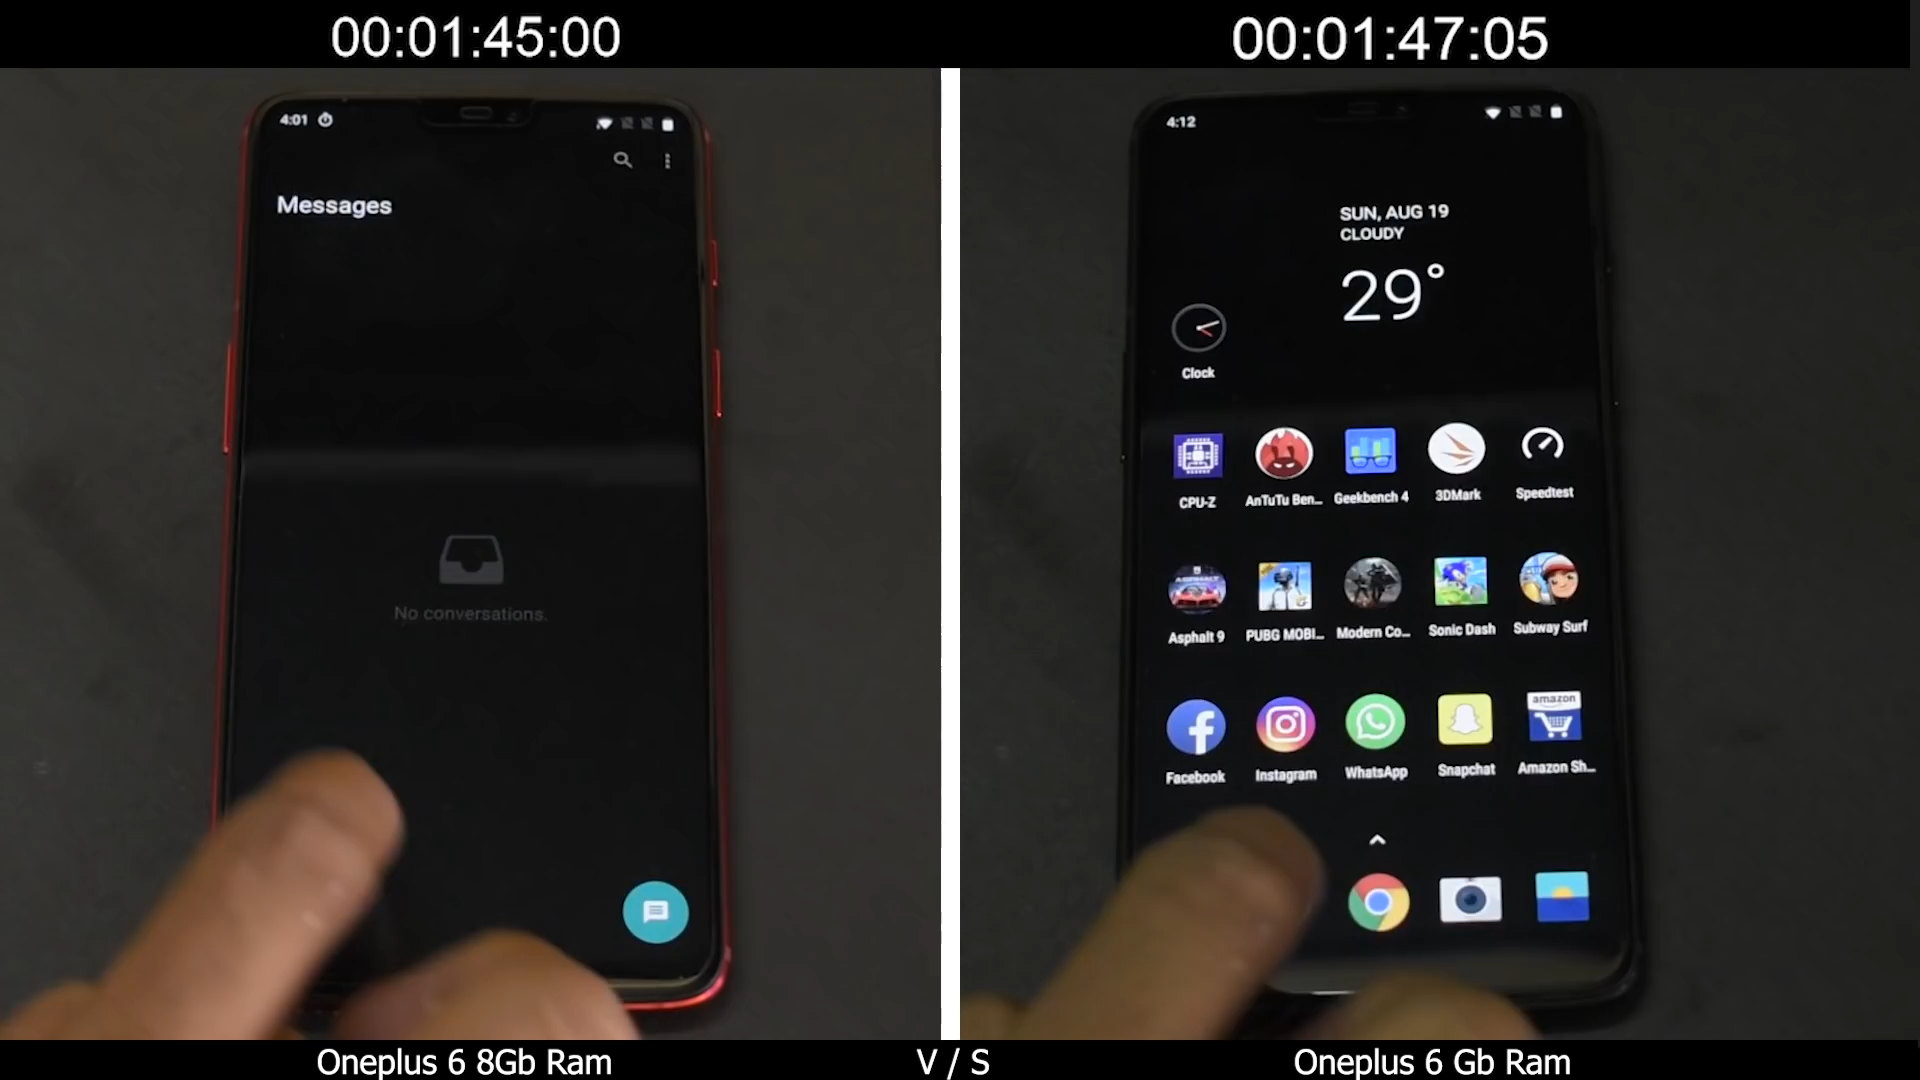 00:01:45:00
00:01:47:05
4:01
Messages
No conversations.
4:12
SUN, AUG 19
CLOUDY
29°
Clock
CPU-Z
AnTuTu Ben...
Geekbench 4
3DMark
Speedtest
ASPHALT
Asphalt 9
PUBG MOBI...
Modern Co...
Sonic Dash
Subway Surf
amazon
Facebook
Instagram
WhatsApp
Snapchat
Amazon Sh...
Oneplus 6 8Gb Ram
V / S
Oneplus 6 Gb Ram